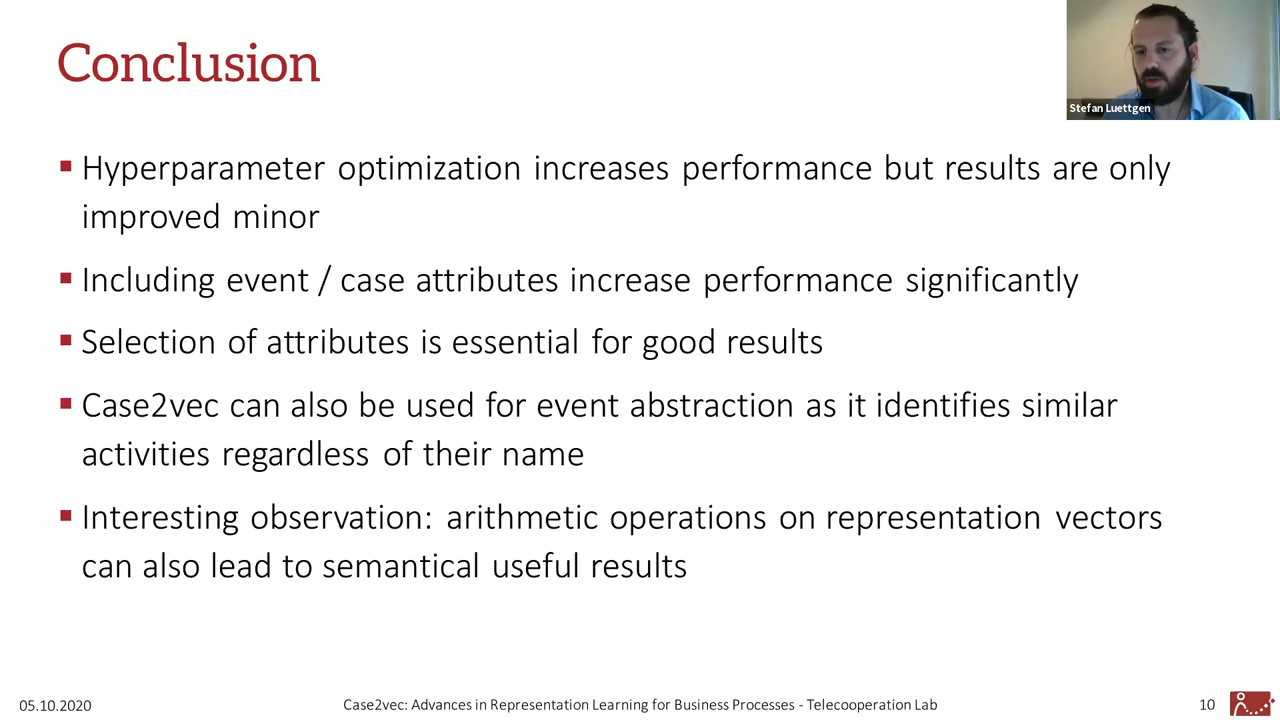 Conclusion
Stefan Luettgen
Hyperparameter optimization increases performance but results are only
improved minor
Including event / case attributes increase performance significantly
Selection of attributes is essential for good results
Case2vec can also be used for event abstraction as it identifies similar
activities regardless of their name
Interesting observation: arithmetic operations on representation vectors
can also lead to semantical useful results
05.10.2020
Case2vec: Advances in Representation Learning for Business Processes - Telecooperation Lab
10